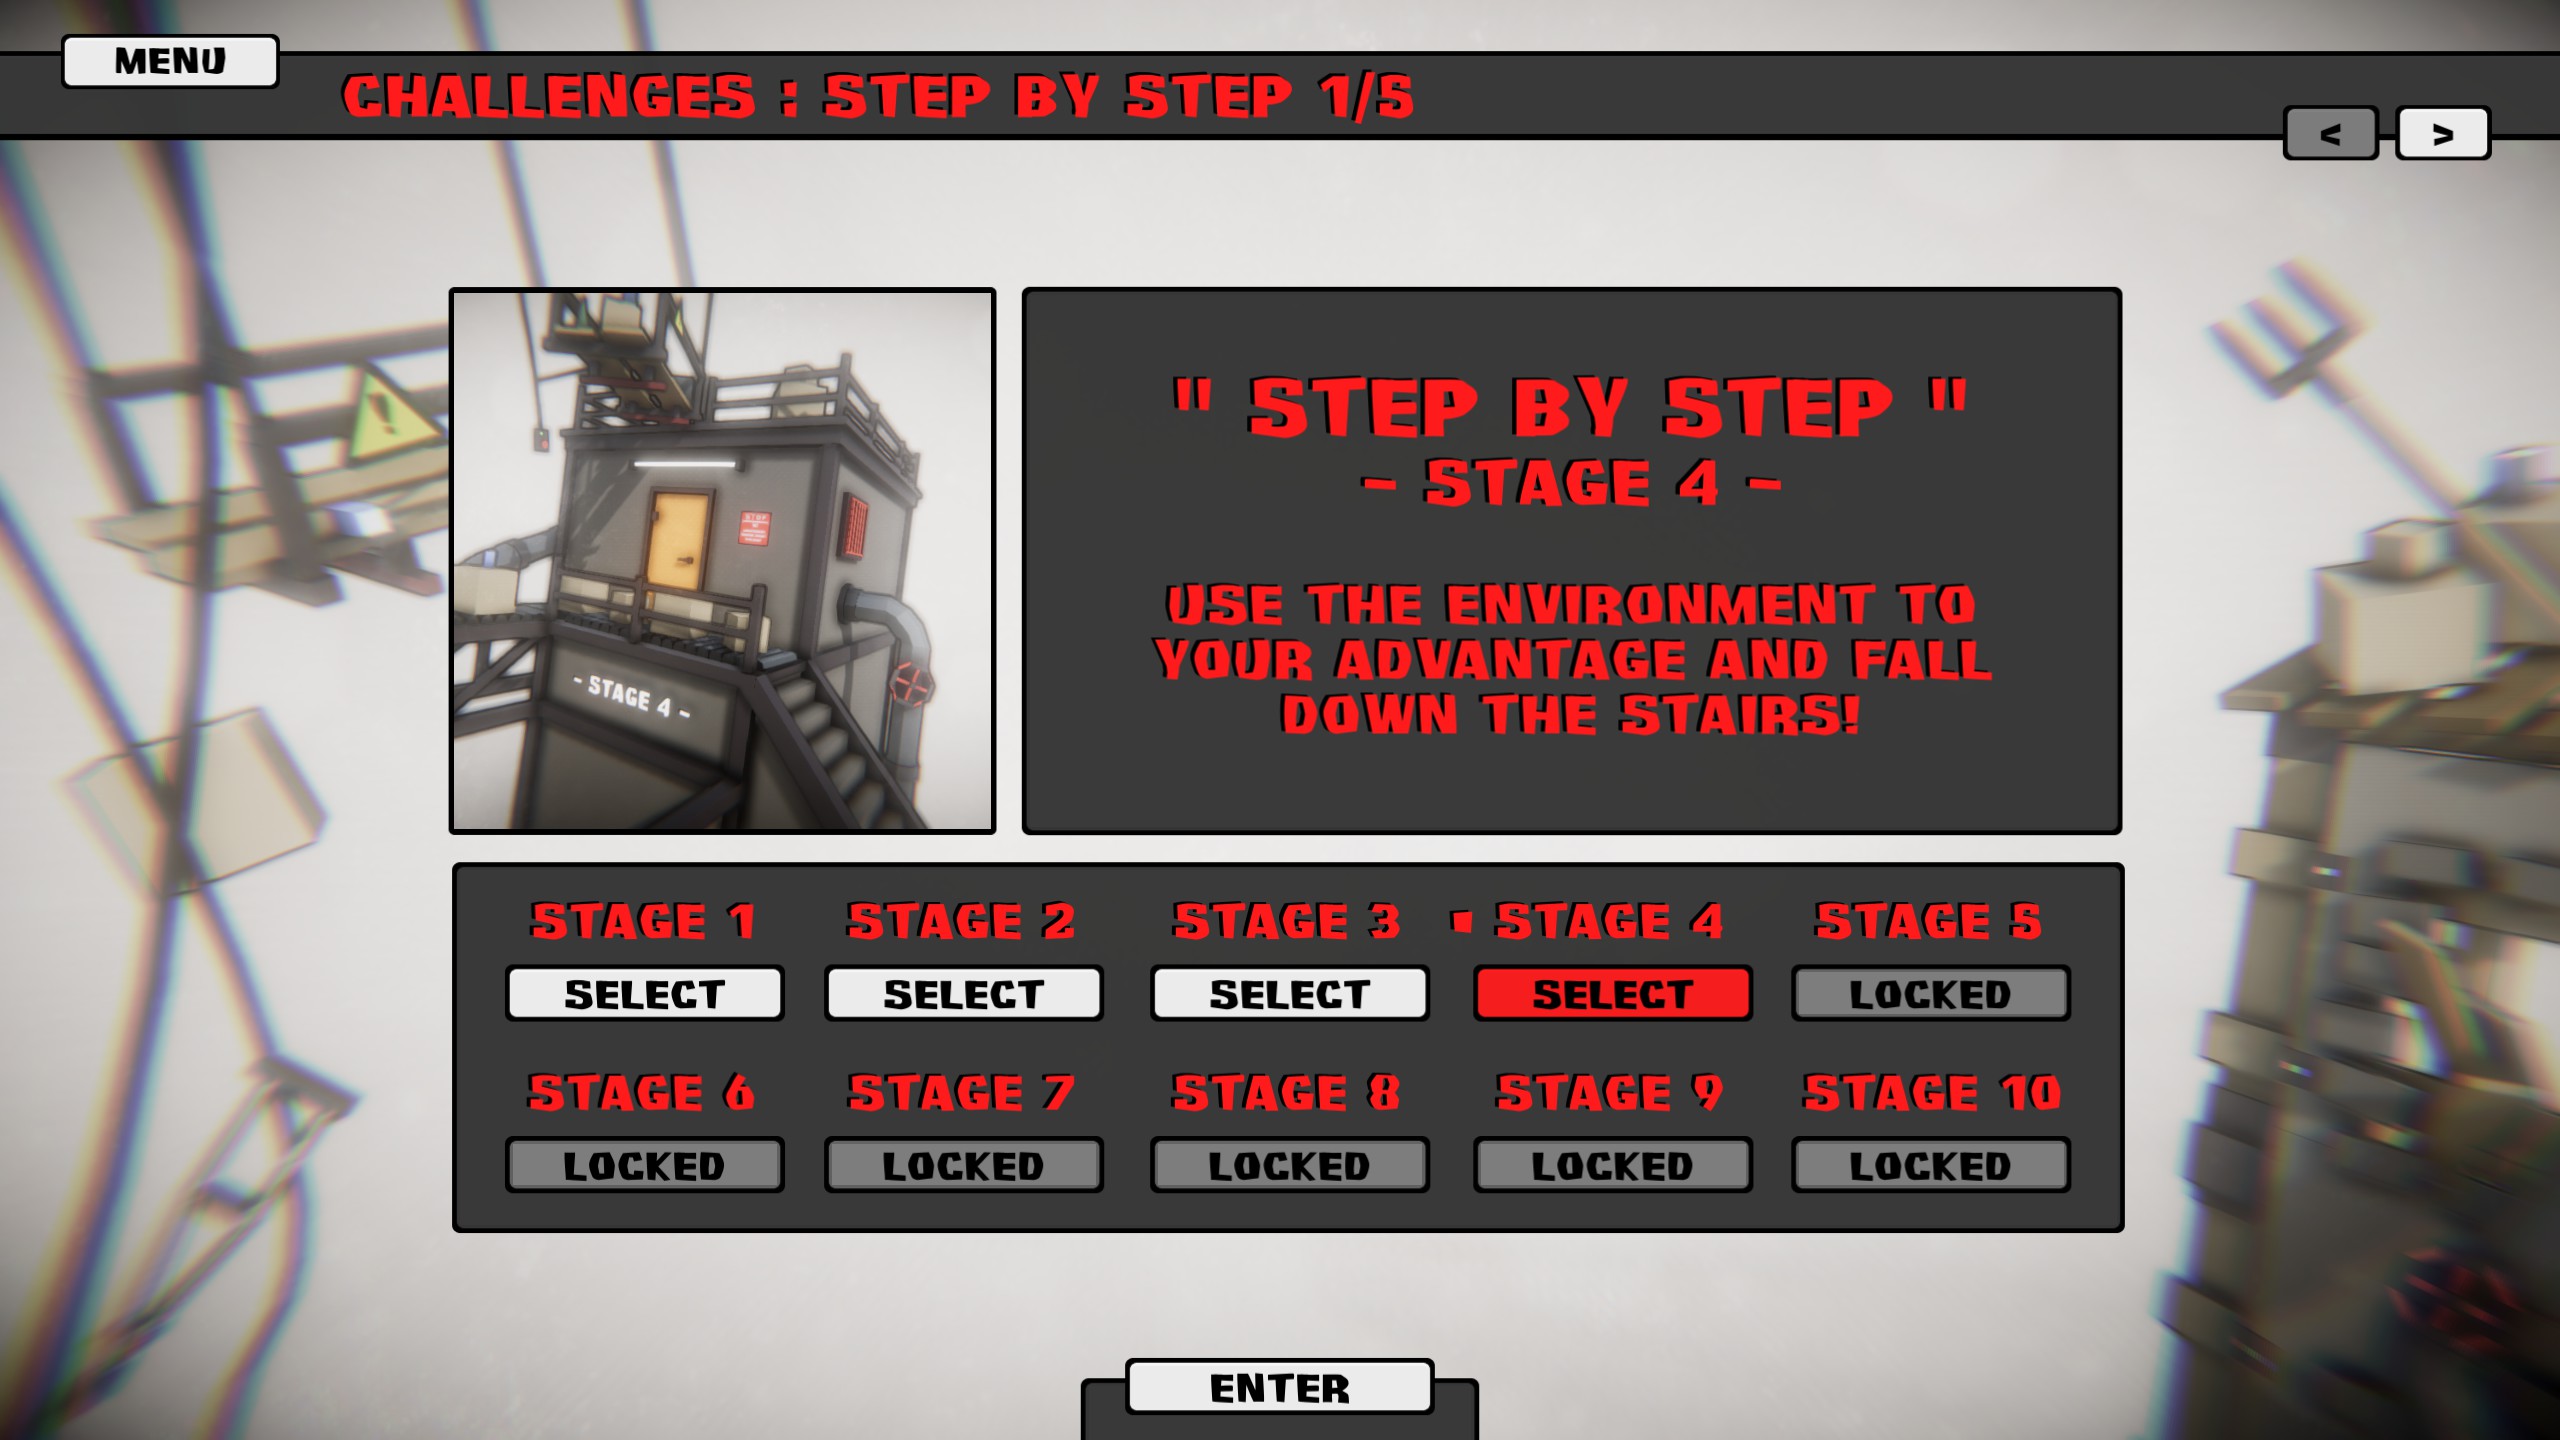 MENU
CHALLENGES : STEP BY STEP 1/5
< >
" STEP BY STEP "
- STAGE 4 -
USE THE ENVIRONMENT TO
YOUR ADVANTAGE AND FALL
DOWN THE STAIRS!
- STAGE 4 -
STAGE 1 STAGE 2 STAGE 3 STAGE 4 STAGE 5
SELECT SELECT SELECT SELECT LOCKED
STAGE 6 STAGE 7 STAGE 8 STAGE 9 STAGE 10
LOCKED LOCKED LOCKED LOCKED LOCKED
ENTER